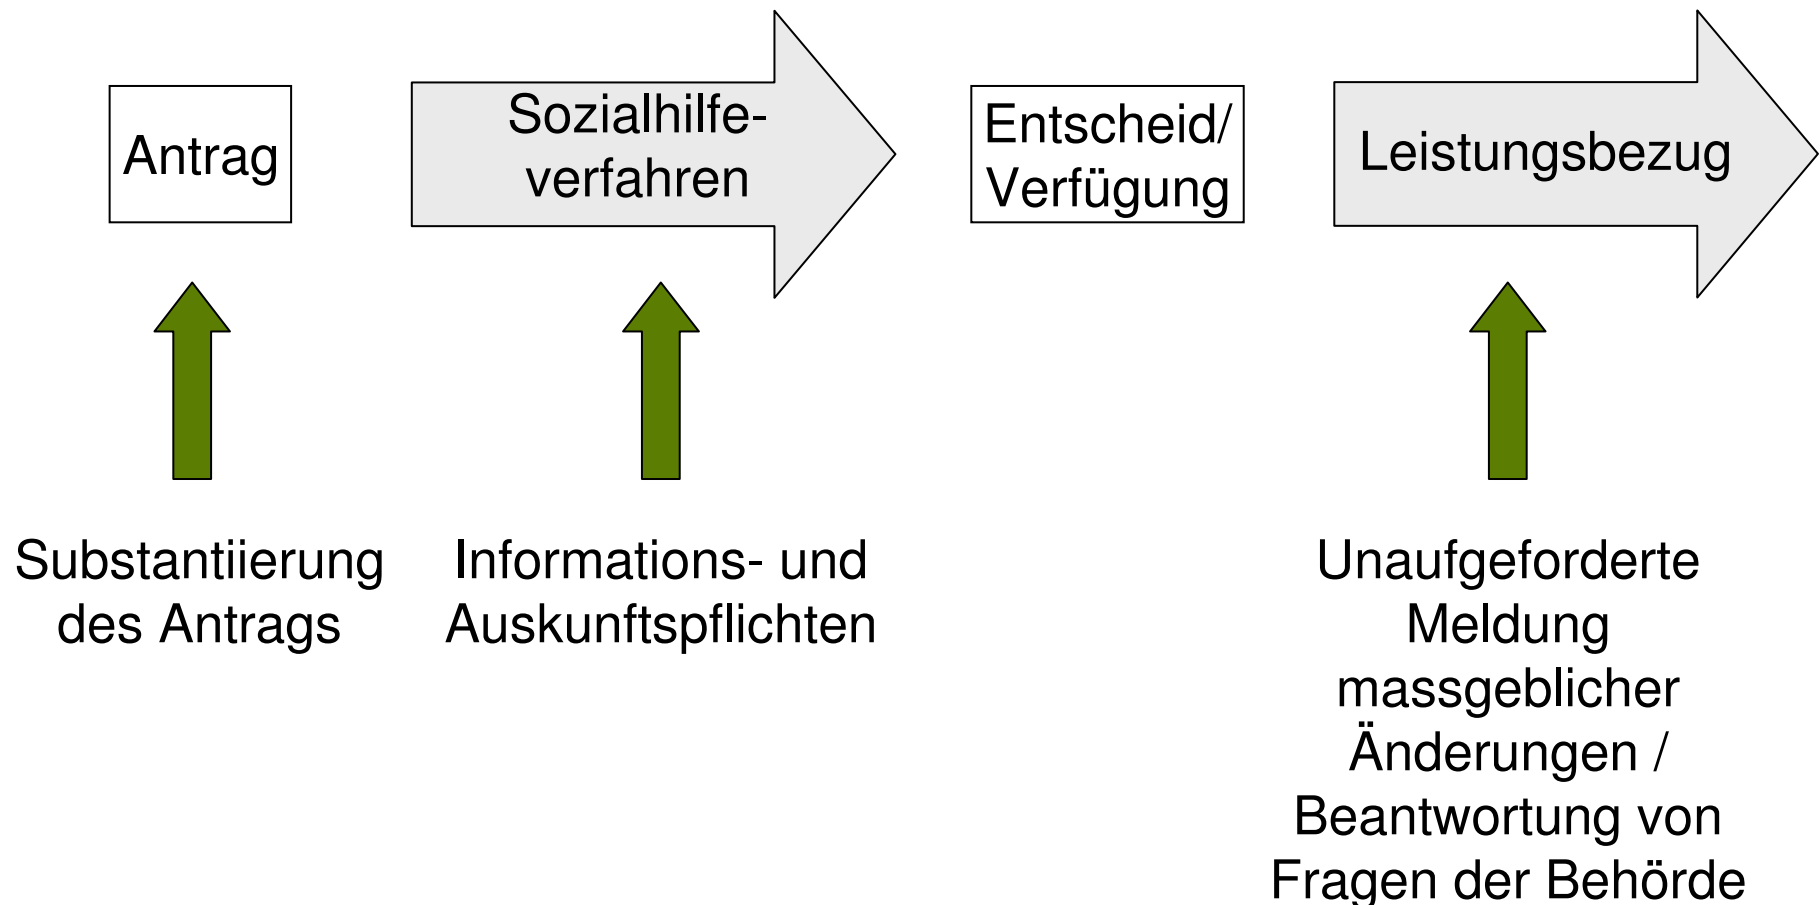 Antrag
Sozialhilfe-
verfahren
Entscheid/
Verfügung
Leistungsbezug
Substantiierung
des Antrags
Informations- und
Auskunftspflichten
Unaufgeforderte
Meldung
massgeblicher
Änderungen /
Beantwortung von
Fragen der Behörde